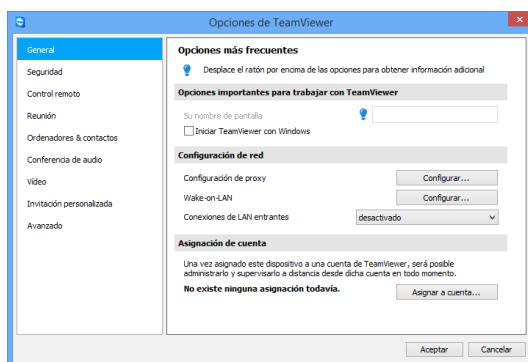 Opciones de TeamViewer
General
Seguridad
Control remoto
Reunión
Ordenadores & contactos
Conferencia de audio
Vídeo
Invitación personalizada
Avanzado
Opciones más frecuentes
Desplace el ratón por encima de las opciones para obtener información adicional
Opciones importantes para trabajar con TeamViewer
Su nombre de pantalla
Iniciar TeamViewer con Windows
Configuración de red
Configuración de proxy
Configurar...
Wake-on-LAN
Configurar...
Conexiones de LAN entrantes
desactivado
Asignación de cuenta
Una vez asignado este dispositivo a una cuenta de TeamViewer, será posible
administrarlo y supervisarlo a distancia desde dicha cuenta en todo momento.
No existe ninguna asignación todavía.
Asignar a cuenta...
Aceptar
Cancelar